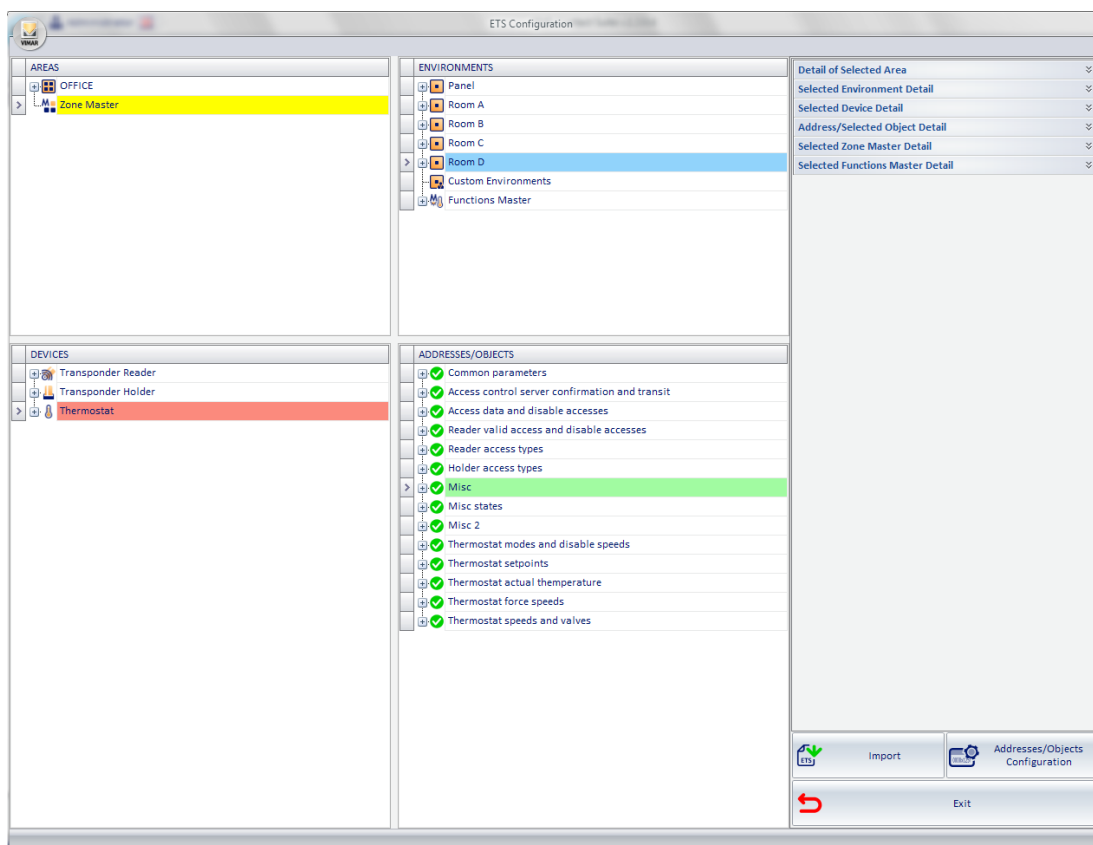 ETS Configuration
VIMAR
AREAS
OFFICE
Zone Master
ENVIRONMENTS
Panel
Room A
Room B
Room C
Room D
Custom Environments
Functions Master
Detail of Selected Area
Selected Environment Detail
Selected Device Detail
Address/Selected Object Detail
Selected Zone Master Detail
Selected Functions Master Detail
DEVICES
Transponder Reader
Transponder Holder
Thermostat
ADDRESSES/OBJECTS
Common parameters
Access control server confirmation and transit
Access data and disable accesses
Reader valid access and disable accesses
Reader access types
Holder access types
Misc
Misc states
Misc 2
Thermostat modes and disable speeds
Thermostat setpoints
Thermostat actual themperature
Thermostat force speeds
Thermostat speeds and valves
ETS
Import
Addresses/Objects
Configuration
Exit